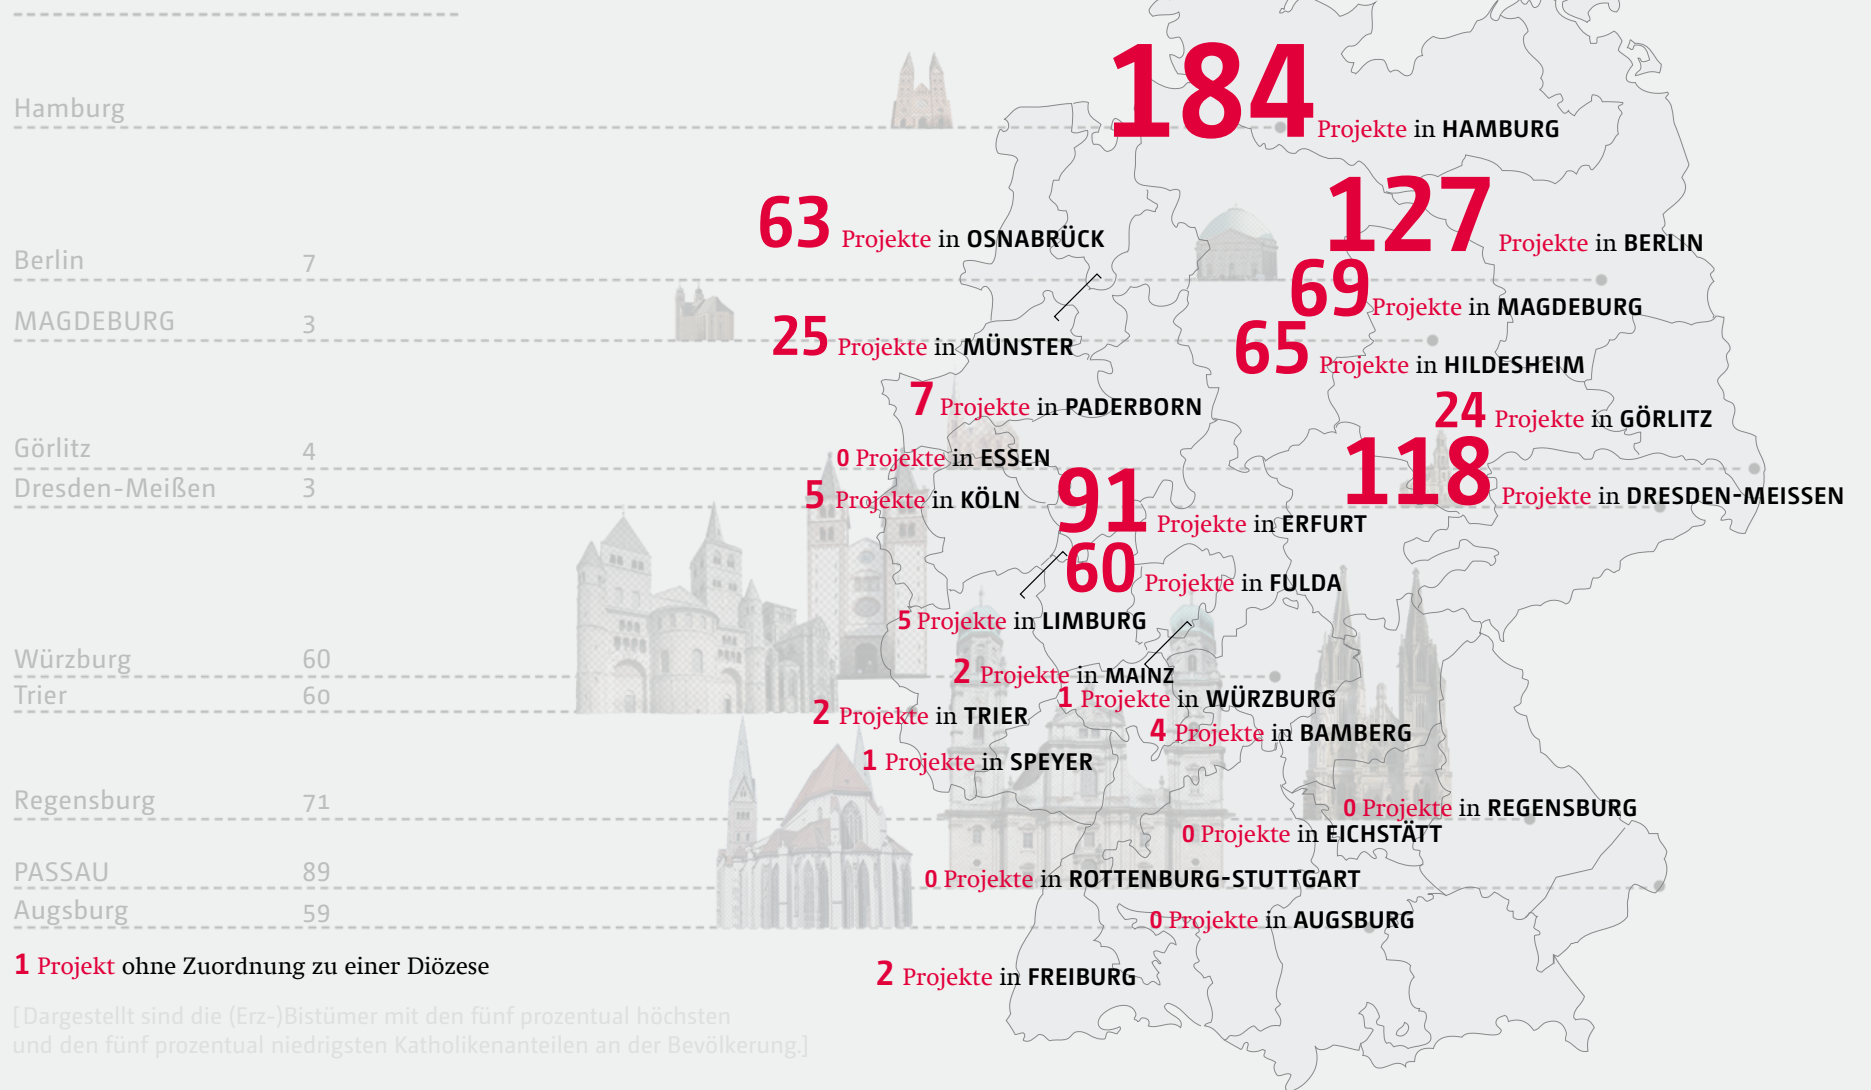 Hamburg
184 Projekte in HAMBURG
127 Projekte in BERLIN
63 Projekte in OSNABRÜCK
Berlin 7
69 Projekte in MAGDEBURG
MAGDEBURG 3
25 Projekte in MÜNSTER
65 Projekte in HILDESHEIM
7 Projekte in PADERBORN
24 Projekte in GÖRLITZ
Görlitz 4
0 Projekte in ESSEN
Dresden-Meißen 3
5 Projekte in KÖLN
118 Projekte in DRESDEN-MEISSEN
91 Projekte in ERFURT
60 Projekte in FULDA
5 Projekte in LIMBURG
Würzburg 60
2 Projekte in MAINZ
Trier 60
1 Projekte in WÜRZBURG
2 Projekte in TRIER
4 Projekte in BAMBERG
1 Projekte in SPEYER
Regensburg 71
0 Projekte in REGENSBURG
0 Projekte in EICHSTÄTT
PASSAU 89
0 Projekte in ROTTENBURG-STUTTGART
Augsburg 59
0 Projekte in AUGSBURG
1 Projekt ohne Zuordnung zu einer Diözese
2 Projekte in FREIBURG
[Dargestellt sind die (Erz-)Bistümer mit den fünf prozentual höchsten
und den fünf prozentual niedrigsten Katholikenanteilen an der Bevölkerung.]